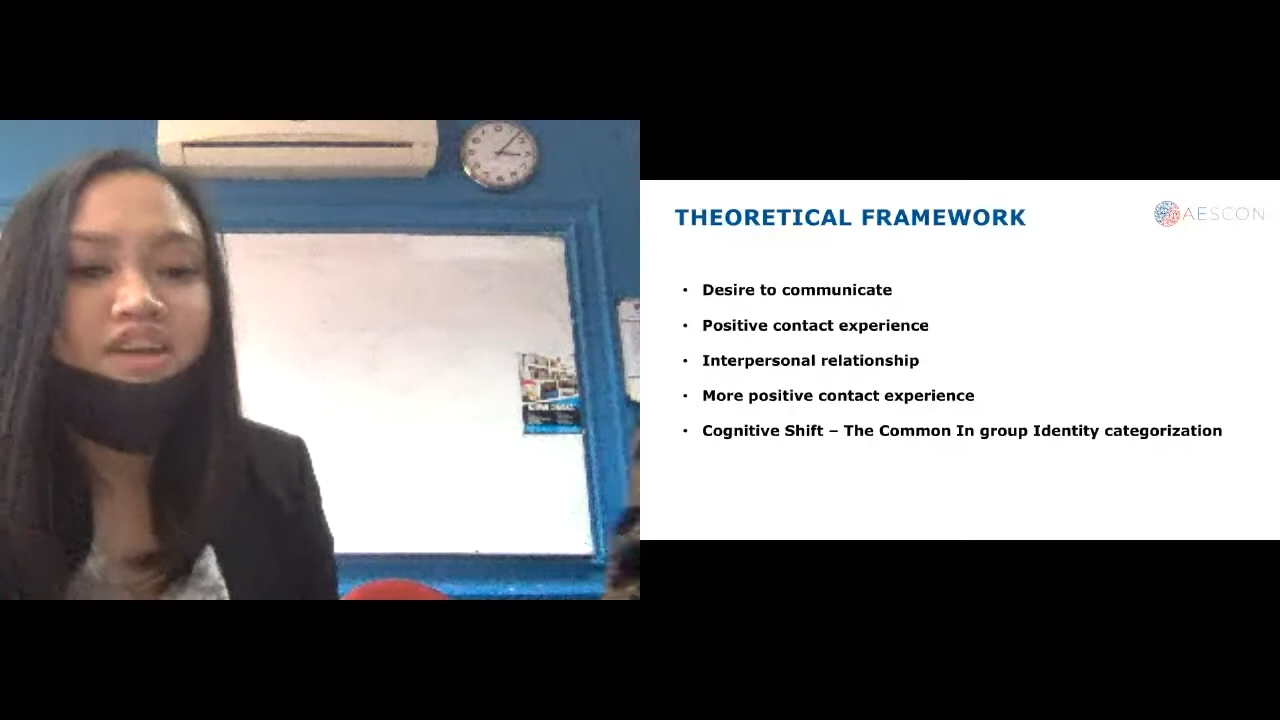 THEORETICAL FRAMEWORK
AESCON
• Desire to communicate
• Positive contact experience
• Interpersonal relationship
• More positive contact experience
• Cognitive Shift – The Common In group Identity categorization